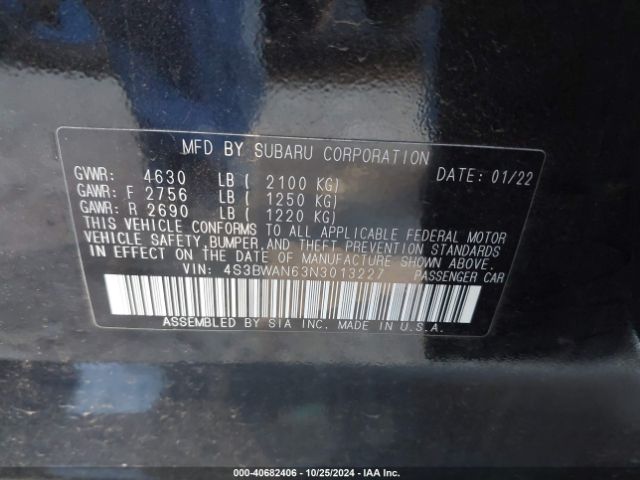 MFD BY SUBARU CORPORATION
GVWR: 4630 LB ( 2100 KG) DATE: 01/22
GAWR: F 2756 LB ( 1250 KG)
GAWR: R 2690 LB ( 1220 KG)
THIS VEHICLE CONFORMS TO ALL APPLICABLE FEDERAL MOTOR
VEHICLE SAFETY, BUMPER, AND THEFT PREVENTION STANDARDS
IN EFFECT ON THE DATE OF MANUFACTURE SHOWN ABOVE.
VIN: 4S3BWAN63N3013227 PASSENGER CAR
ASSEMBLED BY SIA INC. MADE IN U.S.A.
000-40682406 - 10/25/2024 - IAA Inc.